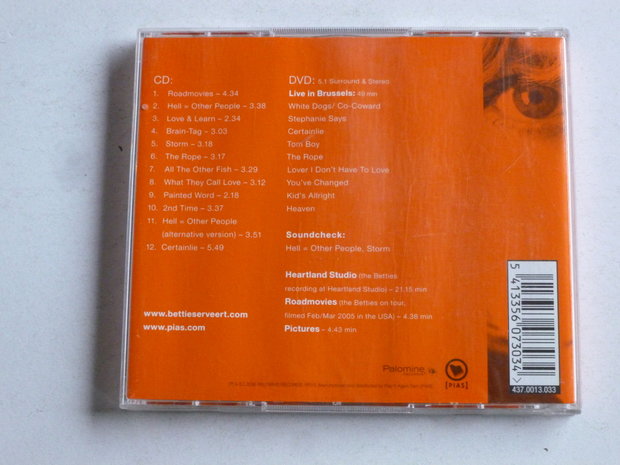 CD:
1. Roadmovies – 4.34
2. Hell = Other People – 3.38
3. Love & Learn – 2.34
4. Brain-Tag – 3.03
5. Storm – 3.18
6. The Rope – 3.17
7. All The Other Fish – 3.29
8. What They Call Love – 3.12
9. Painted Word – 2.18
10. 2nd Time – 3.37
11. Hell = Other People
(alternative version) – 3.51
12. Certainlie – 5.49
www.bettieserveert.com
www.pias.com
DVD: 5.1 Surround & Stereo
Live in Brussels: 49 min
White Dogs/ Co-Coward
Stephanie Says
Certainlie
Tom Boy
The Rope
Lover I Don't Have To Love
You've Changed
Kid's Allright
Heaven
Soundcheck:
Hell = Other People, Storm
Heartland Studio (the Betties
recording at Heartland Studio) – 21.15 min
Roadmovies (the Betties on tour,
filmed Feb/Mar 2005 in the USA) – 4.36 min
Pictures – 4:43 min
Palomine
[PIAS]
5 413356 073034 >
437.0013.033